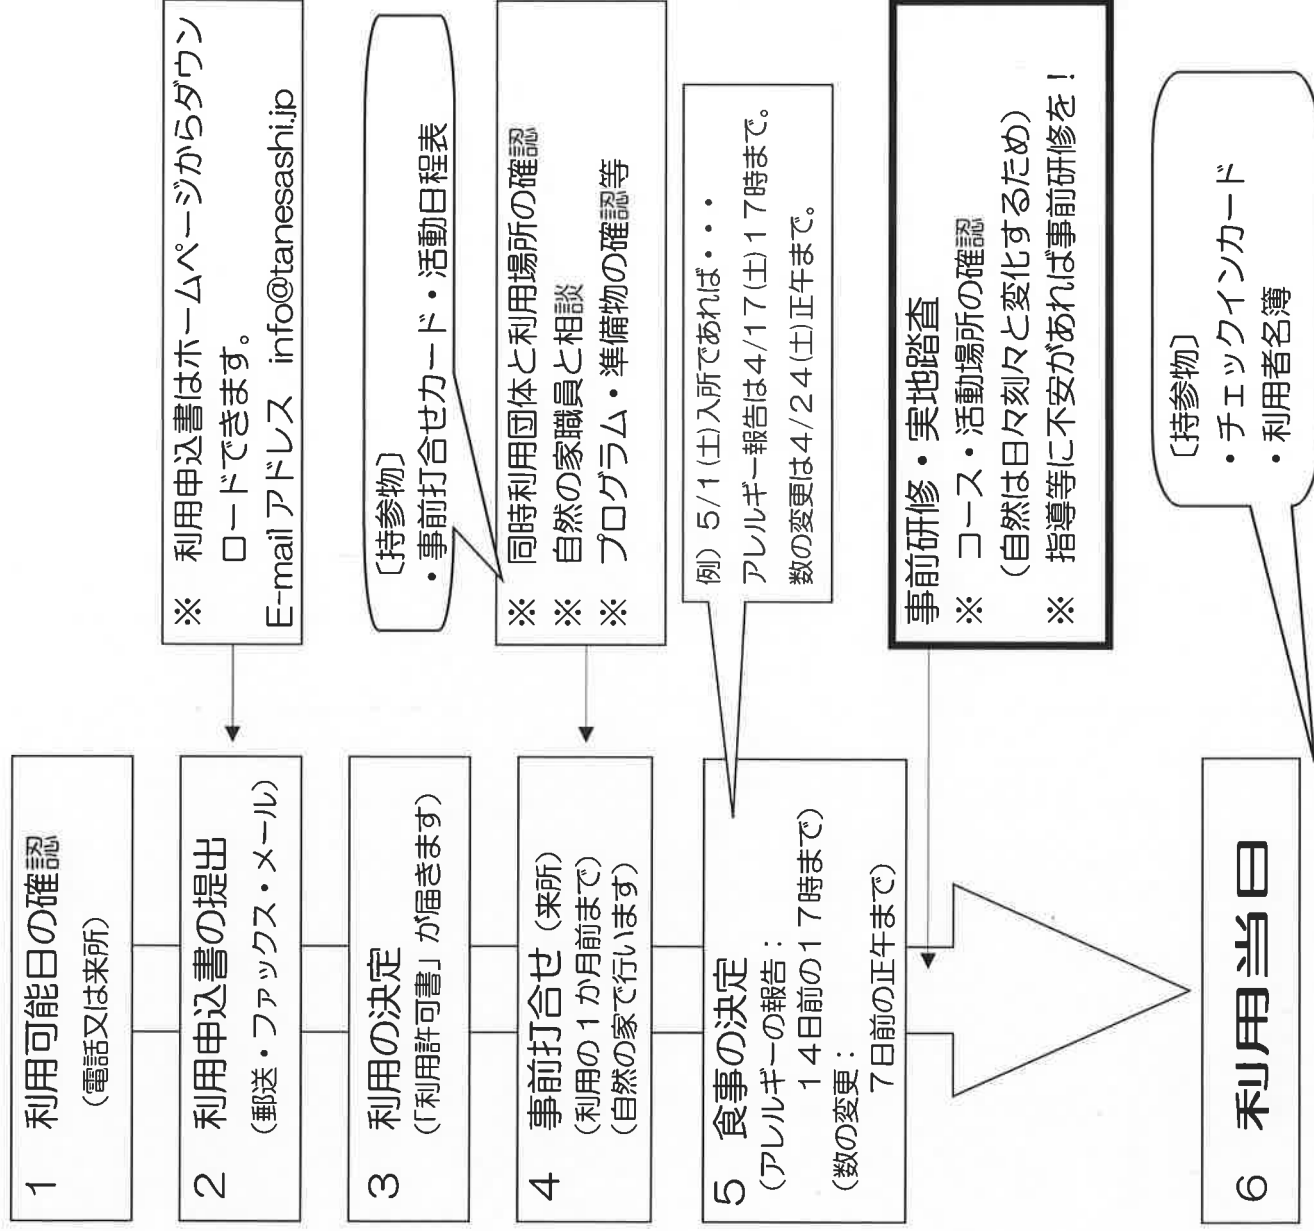 1　利用可能日の確認
（電話又は来所）
2　利用申込書の提出
（郵送・ファックス・メール）
※　利用申込書はホームページからダウン
ロードできます。
E-mail アドレス　info@tanesashi.jp
3　利用の決定
（「利用許可書」が届きます）
〔持参物〕
・事前打合せカード・活動日程表
4　事前打合せ（来所）
（利用の１か月前まで）
（自然の家で行います）
※　同時利用団体と利用場所の確認
※　自然の家職員と相談
※　プログラム・準備物の確認等
5　食事の決定
（アレルギーの報告：
１４日前の１７時まで）
（数の変更：
７日前の正午まで）
例）５/１(土)入所であれば・・・
アレルギー報告は４/１７(土)１７時まで。
数の変更は４/２４(土)正午まで。
事前研修・実地踏査
※　コース・活動場所の確認
（自然は日々刻々と変化するため）
※　指導等に不安があれば事前研修を！
6　利用当日
〔持参物〕
・チェックインカード
・利用者名簿